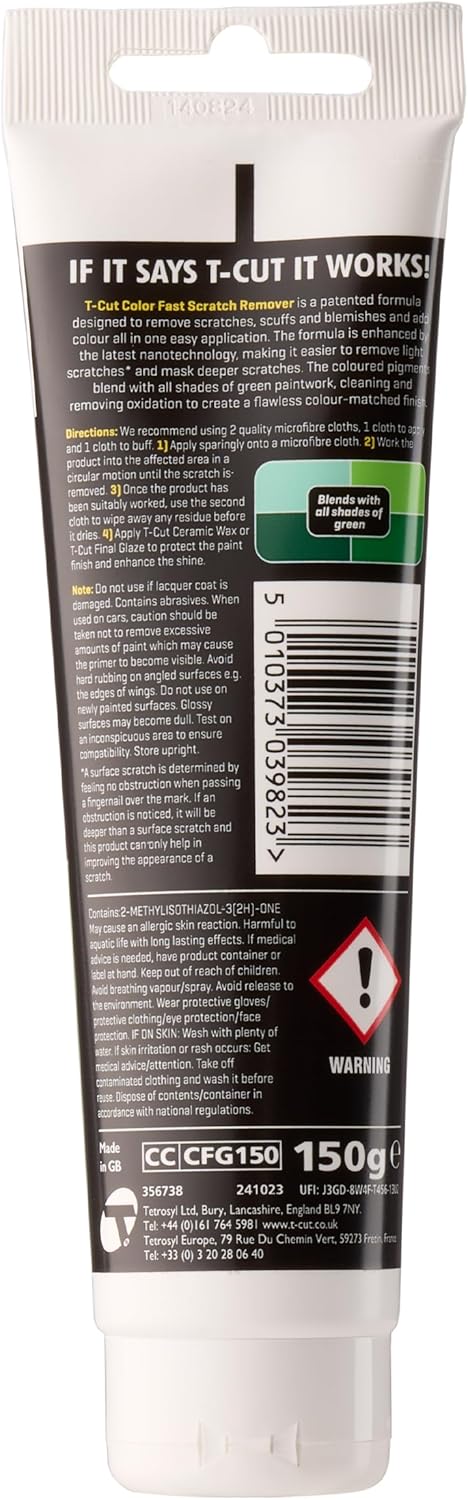 140824
IF IT SAYS T-CUT IT WORKS!
T-Cut Color Fast Scratch Remover is a patented formula
designed to remove scratches, scuffs and blemishes and add
colour all in one easy application. The formula is enhanced by
the latest nanotechnology, making it easier to remove light
scratches* and mask deeper scratches. The coloured pigments
blend with all shades of green paintwork, cleaning and
removing oxidation to create a flawless colour-matched finish.
Directions: We recommend using 2 quality microfibre cloths, 1 cloth to apply
and 1 cloth to buff. 1) Apply sparingly onto a microfibre cloth. 2) Work the
product into the affected area in a
circular motion until the scratch is
removed. 3) Once the product has
been suitably worked, use the second
cloth to wipe away any residue before
it dries. 4) Apply T-Cut Ceramic Wax or
T-Cut Final Glaze to protect the paint
finish and enhance the shine.
Blends with
all shades of
green
Note: Do not use if lacquer coat is
damaged. Contains abrasives. When
used on cars, caution should be
taken not to remove excessive
amounts of paint which may cause
the primer to become visible. Avoid
hard rubbing on angled surfaces e.g.
the edges of wings. Do not use on
newly painted surfaces. Glossy
surfaces may become dull. Test on
an inconspicuous area to ensure
compatibility. Store upright.
*A surface scratch is determined by
feeling no obstruction when passing
a fingernail over the mark. If an
obstruction is noticed, it will be
deeper than a surface scratch and
this product can only help in
improving the appearance of a
scratch.
5 010373 039823 >
Contains:2-METHYLISOTHIAZOL-3(2H)-ONE
May cause an allergic skin reaction. Harmful to
aquatic life with long lasting effects. If medical
advice is needed, have product container or
label at hand. Keep out of reach of children.
Avoid breathing vapour/spray. Avoid release to
the environment. Wear protective gloves/
protective clothing/eye protection/face
protection. IF ON SKIN: Wash with plenty of
water. If skin irritation or rash occurs: Get
medical advice/attention. Take off
contaminated clothing and wash it before
reuse. Dispose of contents/container in
accordance with national regulations.
WARNING
Made
in GB
CC CFG150 150g e
356738 241023 UFI: J3GD-8W4F-T456-
Tetrosyl Ltd, Bury, Lancashire, England BL9 7NY.
Tel: +44 (0)161 764 5981 www.t-cut.co.uk
Tetrosyl Europe, 79 Rue Du Chemin Vert, 59273 Fretin, France
Tel: +33 (0) 3 20 28 06 40
T.